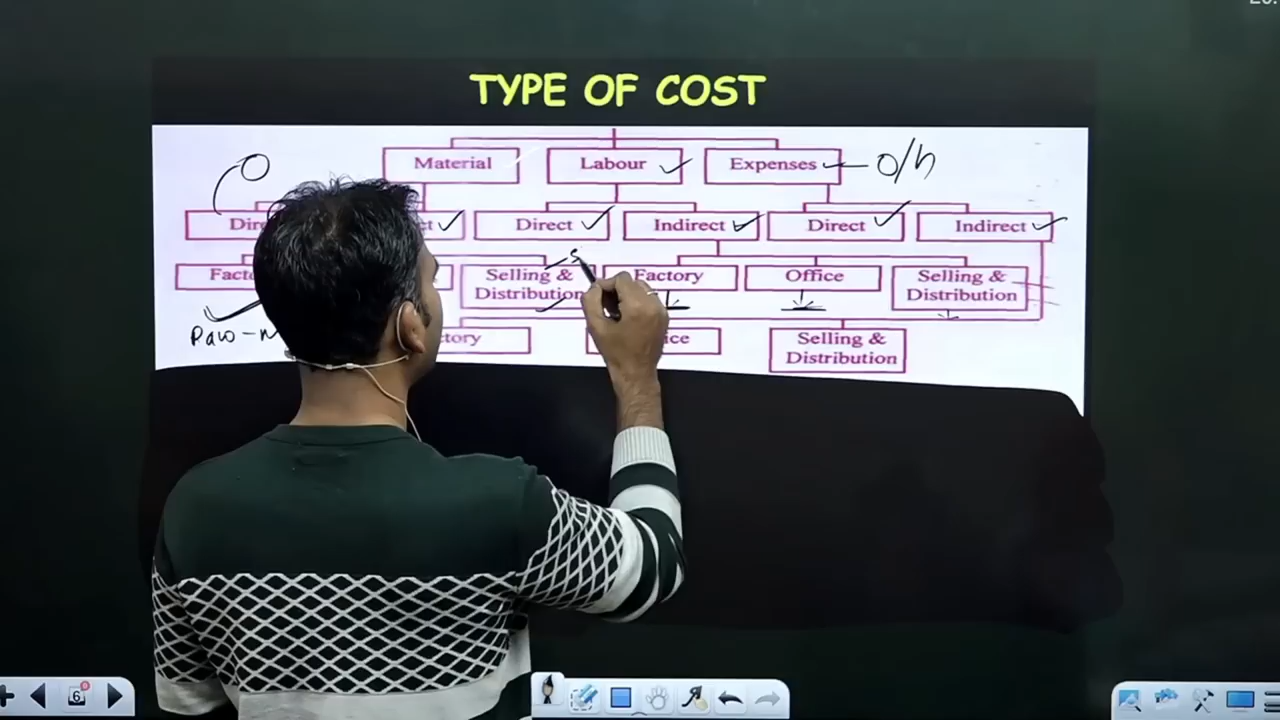 TYPE OF COST
Material Labour Expenses O/h
Direct Indirect Direct Indirect
Selling & Distribution Factory Office Selling & Distribution
Raw-
Selling & Distribution
6